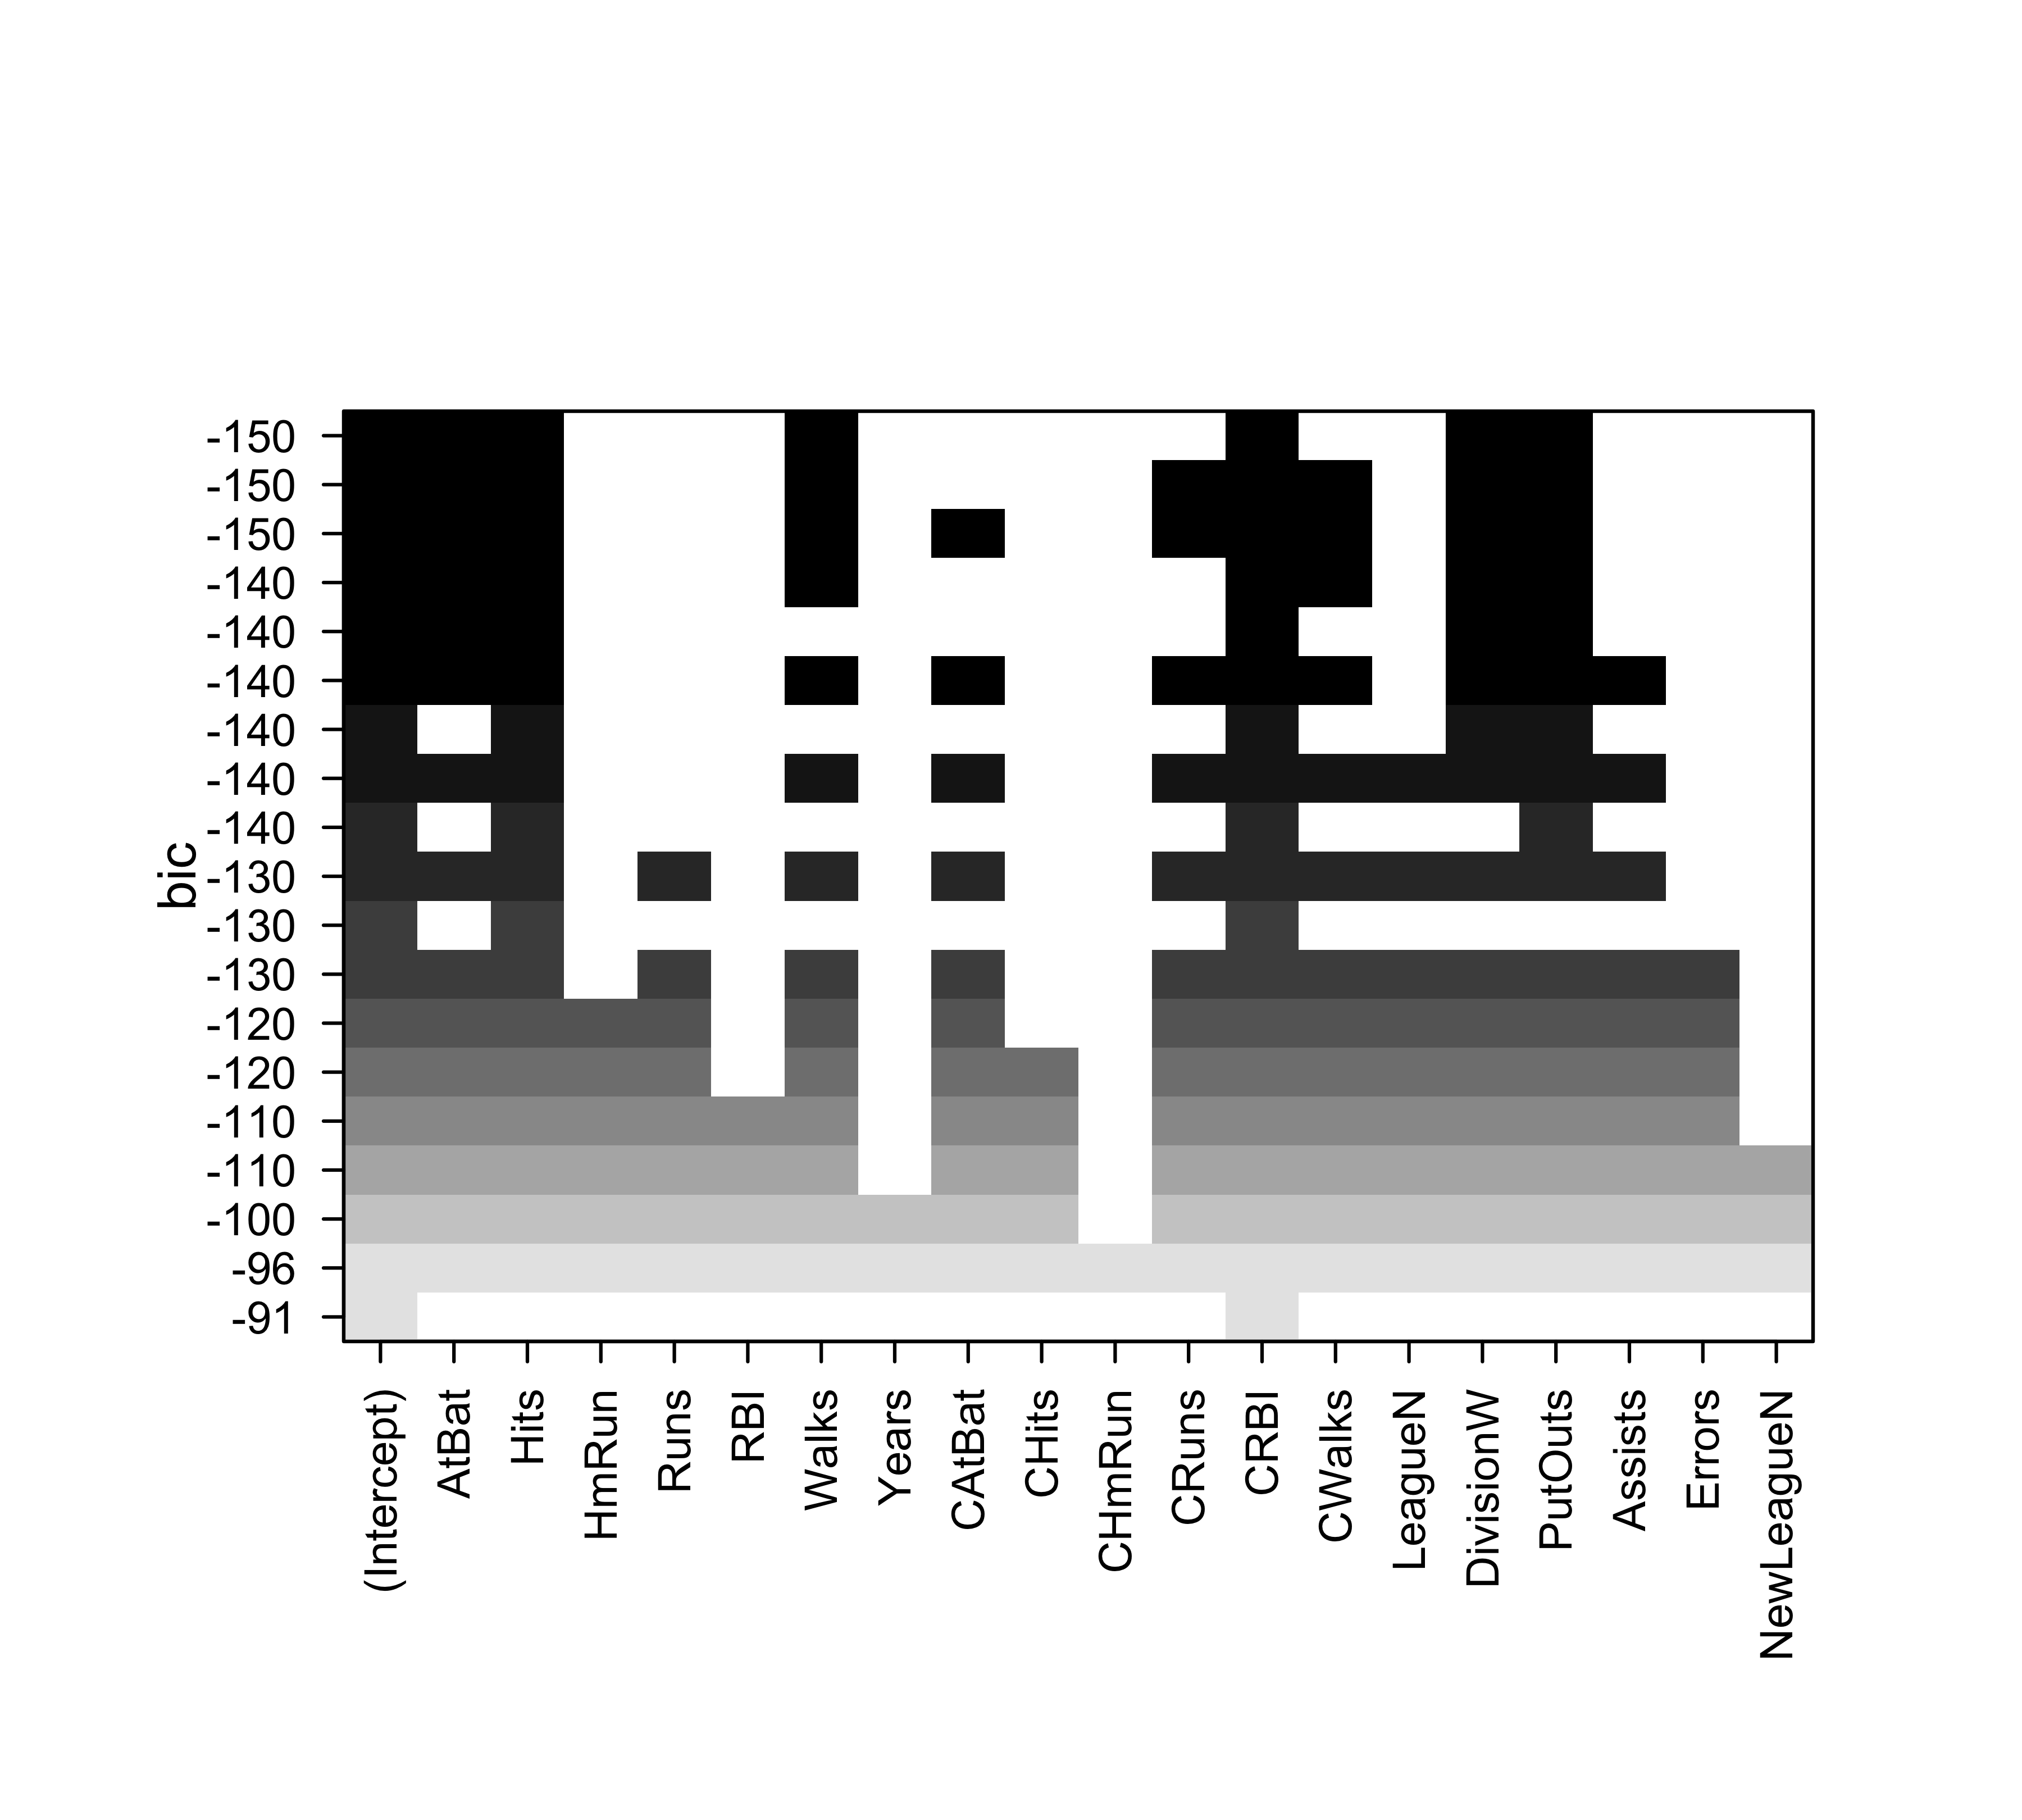 -150
-150
-150
-140
-140
-140
-140
-140
-140
-130
-130
-130
-120
-120
-110
-110
-100
-96
-91
bic
(Intercept)
AtBat
Hits
HmRun
Runs
RBI
Walks
Years
CAtBat
CHits
CHmRun
CRuns
CRBI
CWalks
LeagueN
DivisionW
PutOuts
Assists
Errors
NewLeagueN